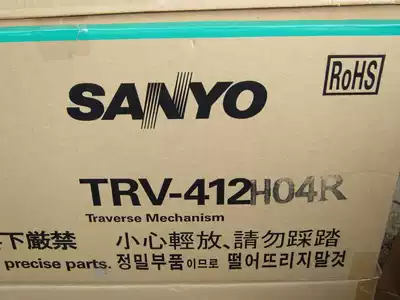 SANYO
RoHS
TRV-412H04R
Traverse Mechanism
下厳禁 小心輕放、請勿踩踏
precise parts. 정밀부품이므로 떨어뜨리지말것